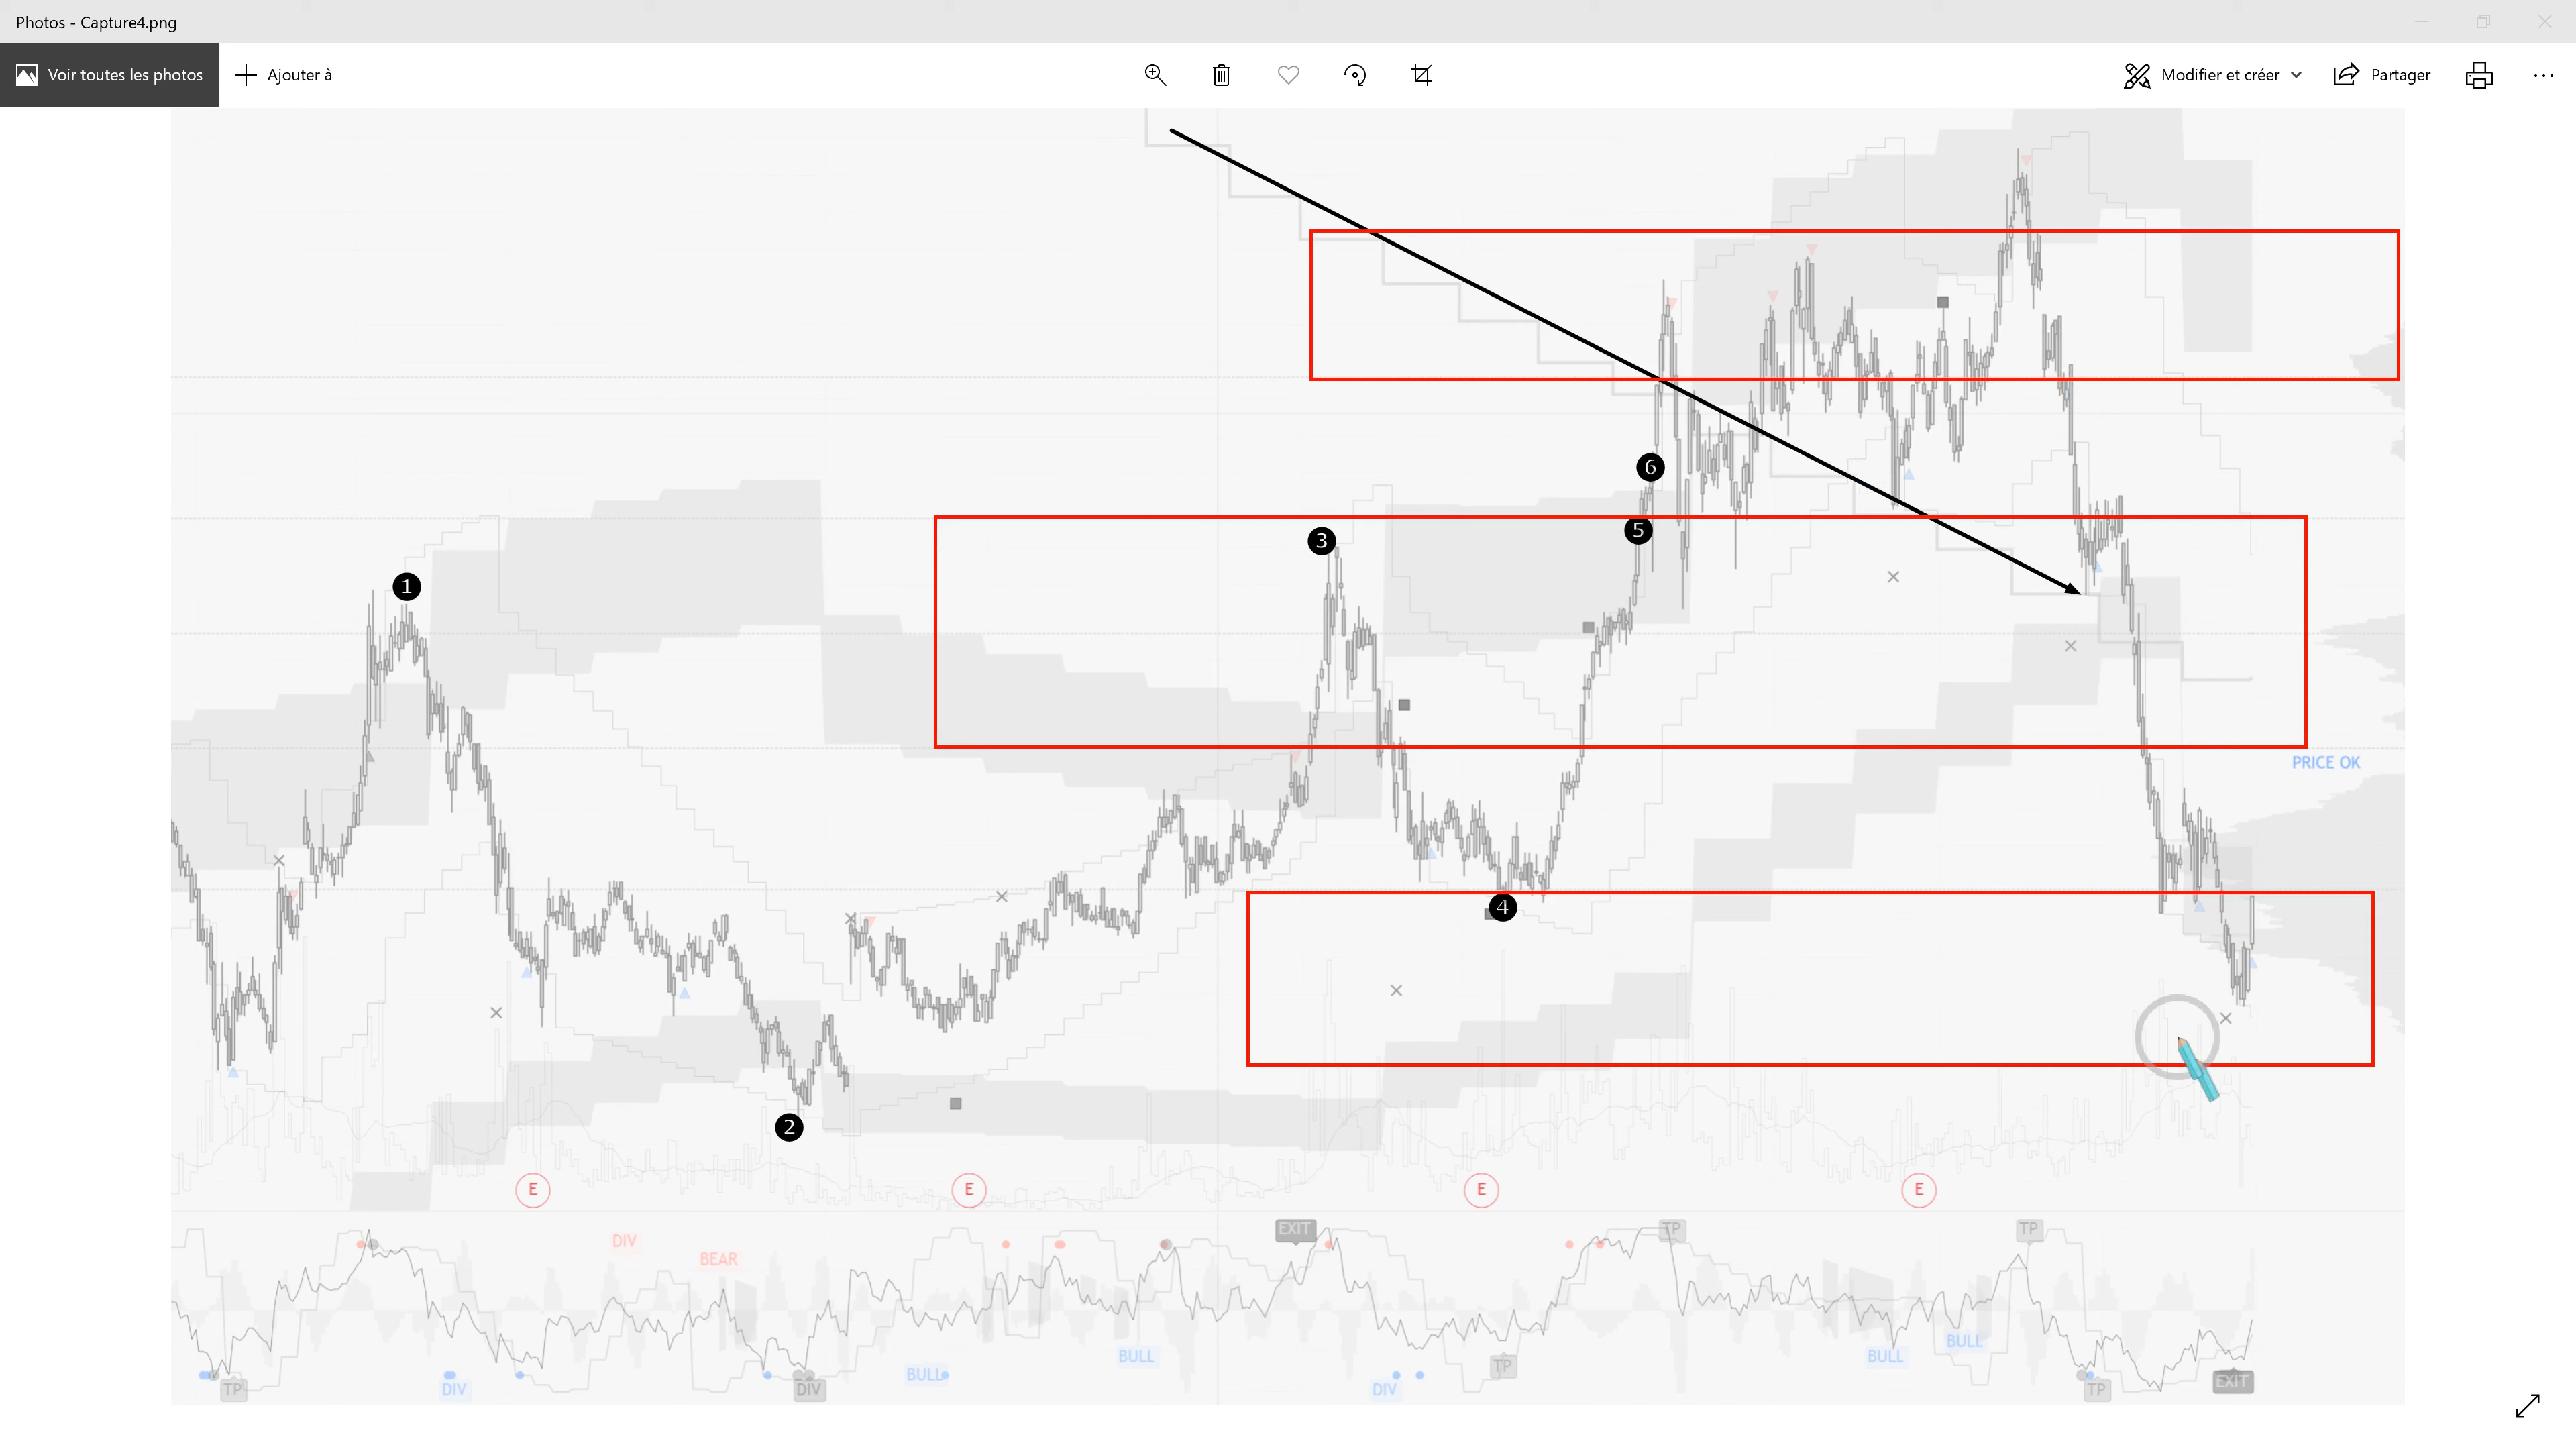 Photos - Capture4.png
Voir toutes les photos
Ajouter à
Modifier et créer
Partager
6
3
5
1
PRICE OK
4
2
E
E
E
E
EXIT
TP
TP
DIV
BEAR
BULL
BULL
BULL
BULL
TP
TP
DIV
DIV
DIV
TP
EXIT